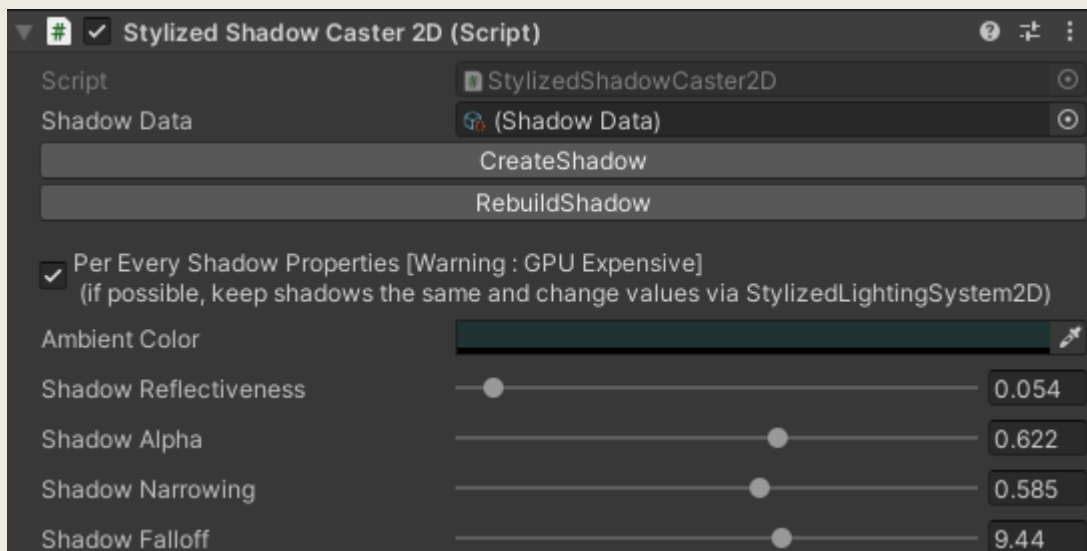 # Stylized Shadow Caster 2D (Script)
Script # StylizedShadowCaster2D
Shadow Data (Shadow Data)
CreateShadow
RebuildShadow
Per Every Shadow Properties [Warning : GPU Expensive]
(if possible, keep shadows the same and change values via StylizedLightingSystem2D)
Ambient Color
Shadow Reflectiveness 0.054
Shadow Alpha 0.622
Shadow Narrowing 0.585
Shadow Falloff 9.44